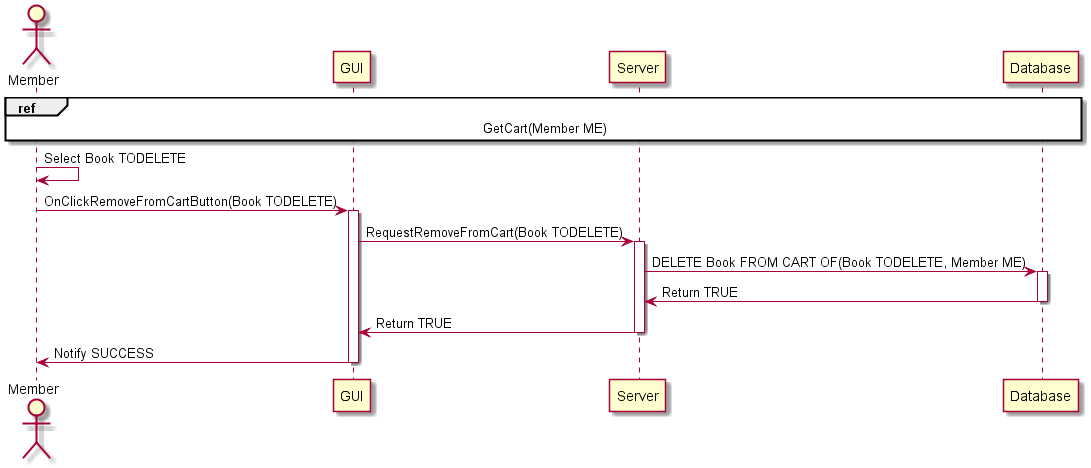 Member
GUI
Server
Database
ref
GetCart(Member ME)
Select Book TODELETE
OnClickRemoveFromCartButton(Book TODELETE)
RequestRemoveFromCart(Book TODELETE)
DELETE Book FROM CART OF(Book TODELETE, Member ME)
Return TRUE
Return TRUE
Notify SUCCESS
Member
GUI
Server
Database